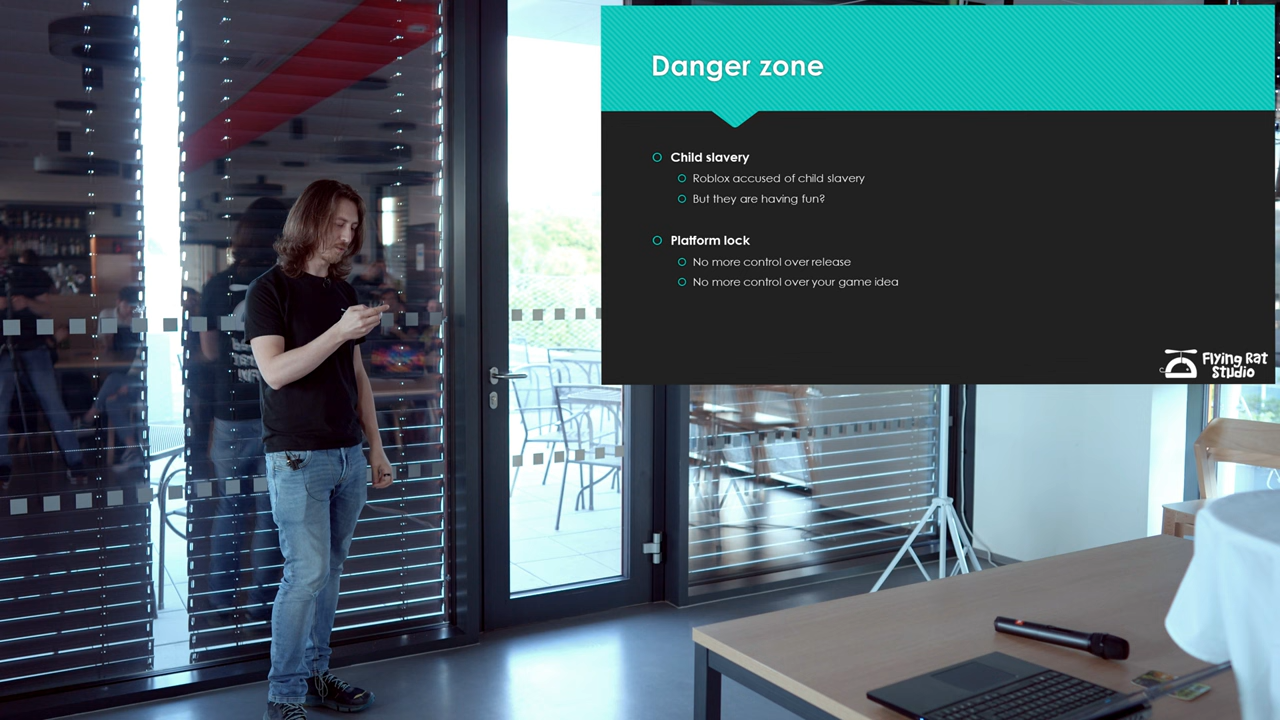 Danger zone
Child slavery
Roblox accused of child slavery
But they are having fun?
Platform lock
No more control over release
No more control over your game idea
Flying Rat
Studio